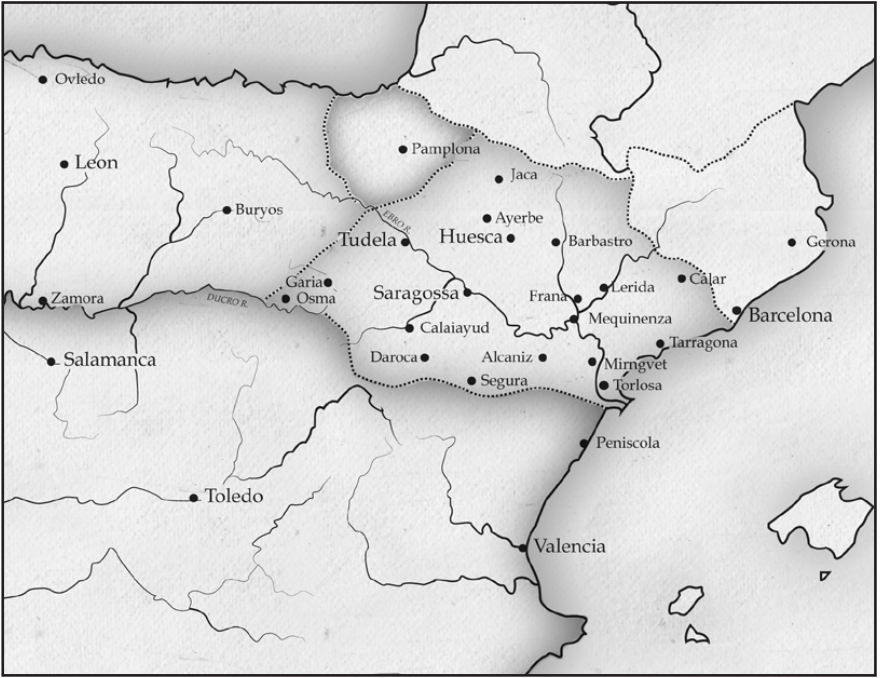 Ovledo
Pamplona
Leon
Jaca
Buryos
EBRO R.
Ayerbe
Tudela
Huesca
Barbastro
Gerona
Garia
Osma
Saragossa
Frana
Lerida
Calar
Zamora
DUCRO R.
Mequinenza
Barcelona
Calaiayud
Tarragona
Salamanca
Daroca
Alcaniz
Mirngvet
Segura
Torlosa
Peniscola
Toledo
Valencia